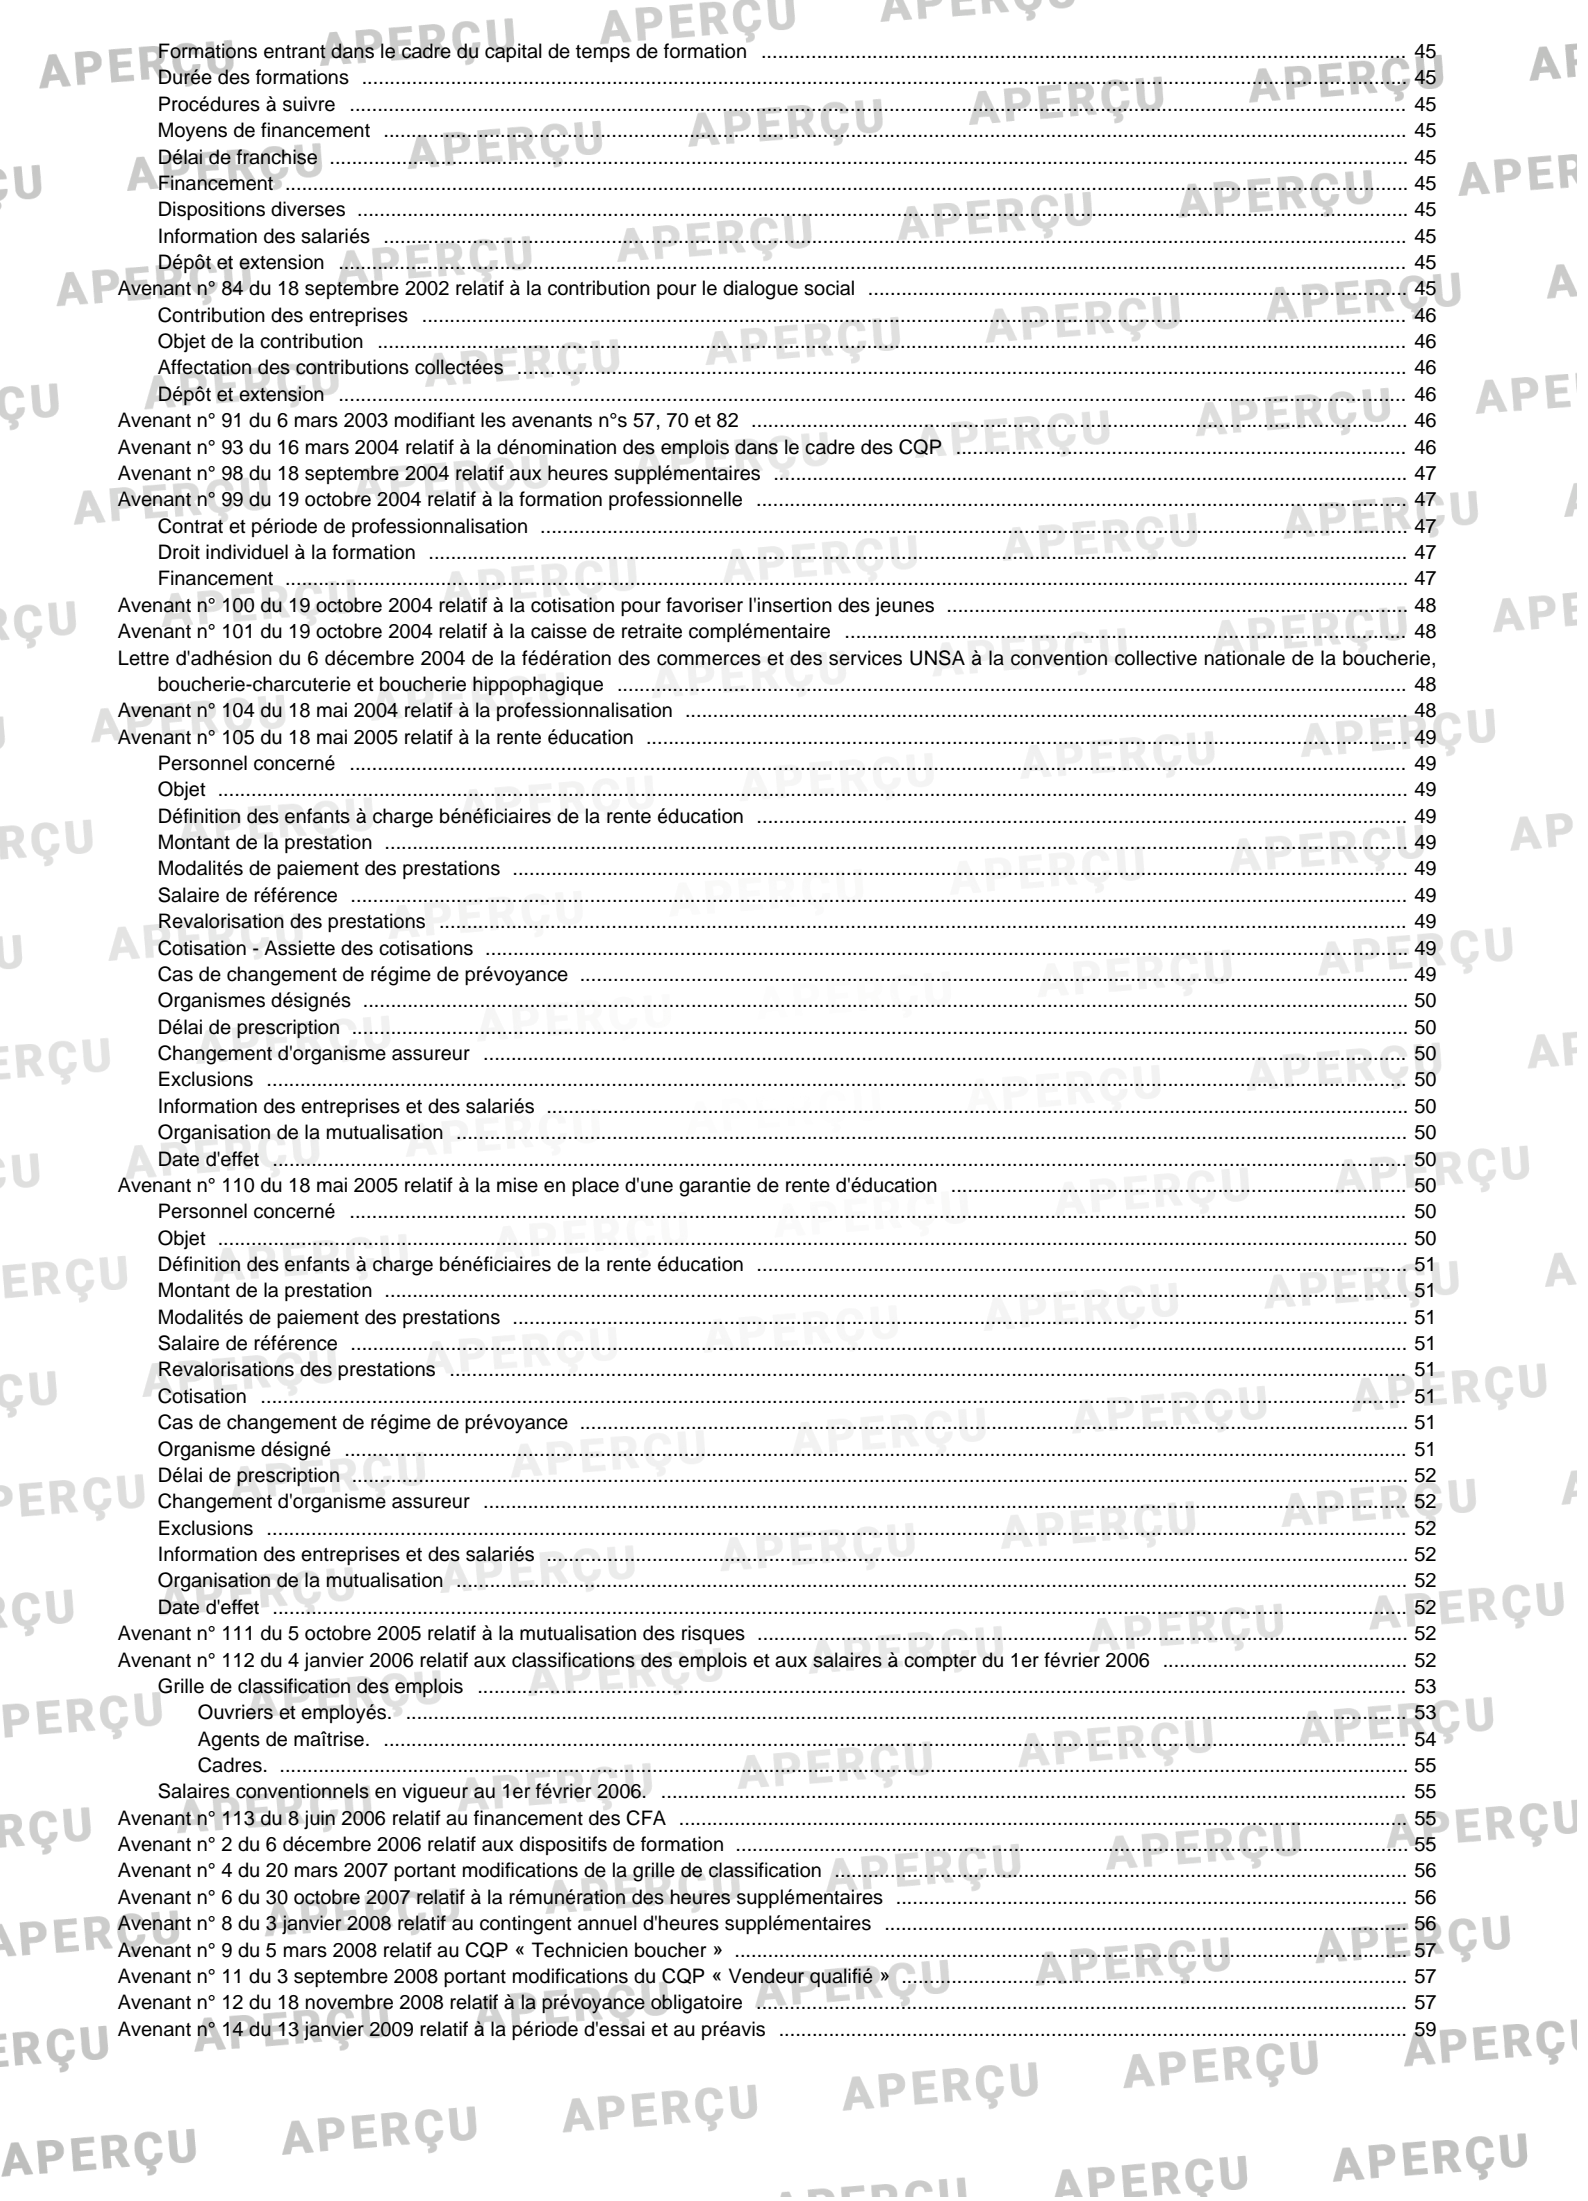 Formations entrant dans le cadre du capital de temps de formation ........ 45
Durée des formations ........ 45
Procédures à suivre ........ 45
Moyens de financement ........ 45
Délai de franchise ........ 45
Financement ........ 45
Dispositions diverses ........ 45
Information des salariés ........ 45
Dépôt et extension ........ 45
Avenant n° 84 du 18 septembre 2002 relatif à la contribution pour le dialogue social ........ 45
Contribution des entreprises ........ 46
Objet de la contribution ........ 46
Affectation des contributions collectées ........ 46
Dépôt et extension ........ 46
Avenant n° 91 du 6 mars 2003 modifiant les avenants n°s 57, 70 et 82 ........ 46
Avenant n° 93 du 16 mars 2004 relatif à la dénomination des emplois dans le cadre des CQP ........ 46
Avenant n° 98 du 18 septembre 2004 relatif aux heures supplémentaires ........ 47
Avenant n° 99 du 19 octobre 2004 relatif à la formation professionnelle ........ 47
Contrat et période de professionnalisation ........ 47
Droit individuel à la formation ........ 47
Financement ........ 47
Avenant n° 100 du 19 octobre 2004 relatif à la cotisation pour favoriser l'insertion des jeunes ........ 48
Avenant n° 101 du 19 octobre 2004 relatif à la caisse de retraite complémentaire ........ 48
Lettre d'adhésion du 6 décembre 2004 de la fédération des commerces et des services UNSA à la convention collective nationale de la boucherie,
boucherie-charcuterie et boucherie hippophagique ........ 48
Avenant n° 104 du 18 mai 2004 relatif à la professionnalisation ........ 48
Avenant n° 105 du 18 mai 2005 relatif à la rente éducation ........ 49
Personnel concerné ........ 49
Objet ........ 49
Définition des enfants à charge bénéficiaires de la rente éducation ........ 49
Montant de la prestation ........ 49
Modalités de paiement des prestations ........ 49
Salaire de référence ........ 49
Revalorisation des prestations ........ 49
Cotisation - Assiette des cotisations ........ 49
Cas de changement de régime de prévoyance ........ 49
Organismes désignés ........ 50
Délai de prescription ........ 50
Changement d'organisme assureur ........ 50
Exclusions ........ 50
Information des entreprises et des salariés ........ 50
Organisation de la mutualisation ........ 50
Date d'effet ........ 50
Avenant n° 110 du 18 mai 2005 relatif à la mise en place d'une garantie de rente d'éducation ........ 50
Personnel concerné ........ 50
Objet ........ 50
Définition des enfants à charge bénéficiaires de la rente éducation ........ 51
Montant de la prestation ........ 51
Modalités de paiement des prestations ........ 51
Salaire de référence ........ 51
Revalorisations des prestations ........ 51
Cotisation ........ 51
Cas de changement de régime de prévoyance ........ 51
Organisme désigné ........ 51
Délai de prescription ........ 52
Changement d'organisme assureur ........ 52
Exclusions ........ 52
Information des entreprises et des salariés ........ 52
Organisation de la mutualisation ........ 52
Date d'effet ........ 52
Avenant n° 111 du 5 octobre 2005 relatif à la mutualisation des risques ........ 52
Avenant n° 112 du 4 janvier 2006 relatif aux classifications des emplois et aux salaires à compter du 1er février 2006 ........ 52
Grille de classification des emplois ........ 53
Ouvriers et employés. ........ 53
Agents de maîtrise. ........ 54
Cadres. ........ 55
Salaires conventionnels en vigueur au 1er février 2006. ........ 55
Avenant n° 113 du 8 juin 2006 relatif au financement des CFA ........ 55
Avenant n° 2 du 6 décembre 2006 relatif aux dispositifs de formation ........ 55
Avenant n° 4 du 20 mars 2007 portant modifications de la grille de classification ........ 56
Avenant n° 6 du 30 octobre 2007 relatif à la rémunération des heures supplémentaires ........ 56
Avenant n° 8 du 3 janvier 2008 relatif au contingent annuel d'heures supplémentaires ........ 56
Avenant n° 9 du 5 mars 2008 relatif au CQP « Technicien boucher » ........ 57
Avenant n° 11 du 3 septembre 2008 portant modifications du CQP « Vendeur qualifié » ........ 57
Avenant n° 12 du 18 novembre 2008 relatif à la prévoyance obligatoire ........ 57
Avenant n° 14 du 13 janvier 2009 relatif à la période d'essai et au préavis ........ 59
APERÇU